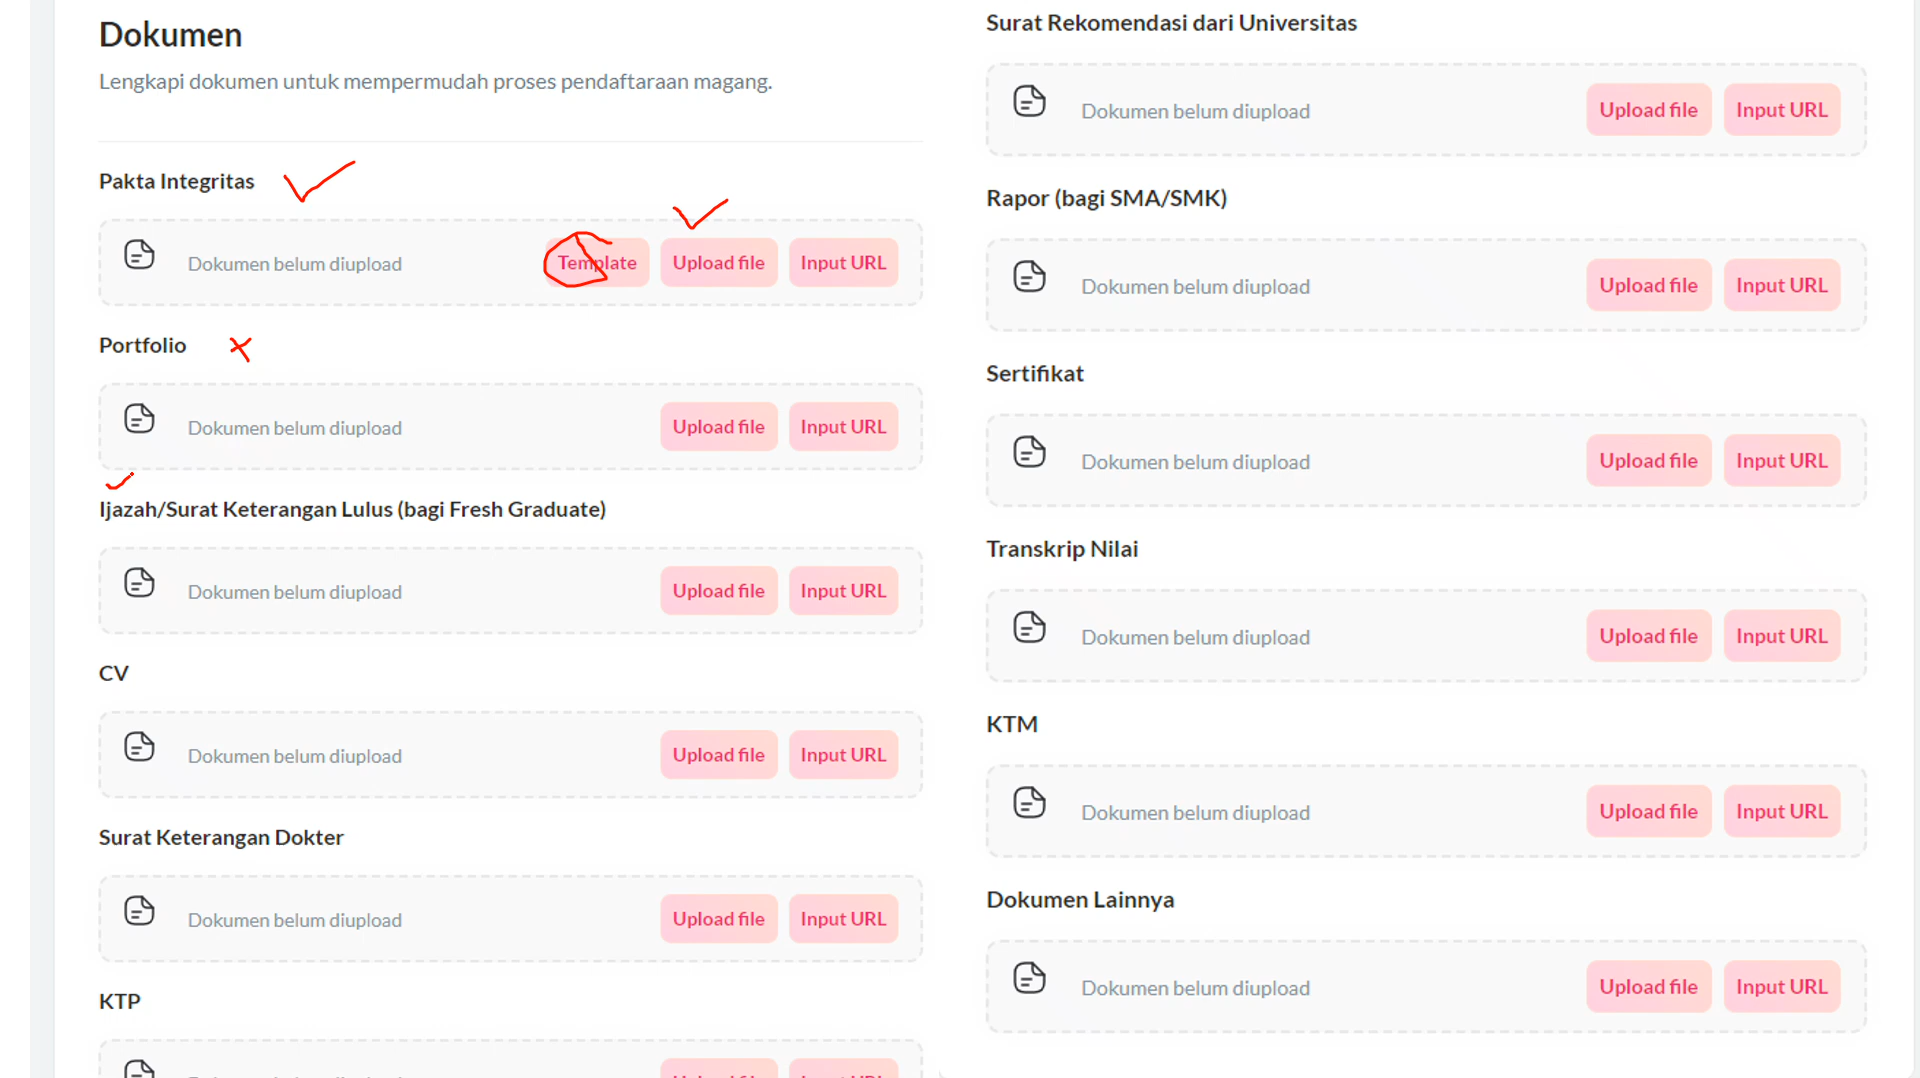 Dokumen
Lengkapi dokumen untuk mempermudah proses pendaftaraan magang.
Pakta Integritas
Dokumen belum diupload
Template
Upload file
Input URL
Portfolio
Dokumen belum diupload
Upload file
Input URL
Ijazah/Surat Keterangan Lulus (bagi Fresh Graduate)
Dokumen belum diupload
Upload file
Input URL
CV
Dokumen belum diupload
Upload file
Input URL
Surat Keterangan Dokter
Dokumen belum diupload
Upload file
Input URL
KTP
Surat Rekomendasi dari Universitas
Dokumen belum diupload
Upload file
Input URL
Rapor (bagi SMA/SMK)
Dokumen belum diupload
Upload file
Input URL
Sertifikat
Dokumen belum diupload
Upload file
Input URL
Transkrip Nilai
Dokumen belum diupload
Upload file
Input URL
KTM
Dokumen belum diupload
Upload file
Input URL
Dokumen Lainnya
Dokumen belum diupload
Upload file
Input URL